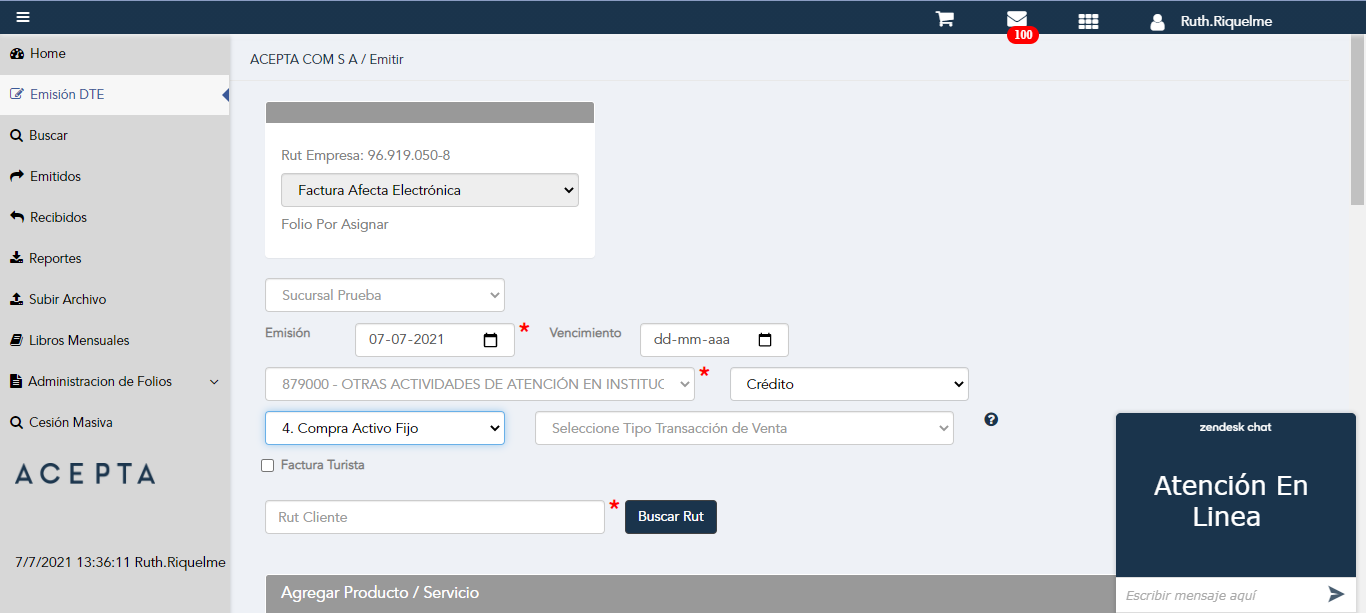 100
Ruth.Riquelme
Home
Emisión DTE
Buscar
Emitidos
Recibidos
Reportes
Subir Archivo
Libros Mensuales
Administracion de Folios
Cesión Masiva
ACEPTA
7/7/2021 13:36:11 Ruth.Riquelme
ACEPTA COM S A / Emitir
Rut Empresa: 96.919.050-8
Factura Afecta Electrónica
Folio Por Asignar
Sucursal Prueba
Emisión 07-07-2021 * Vencimiento dd-mm-aaa
879000 - OTRAS ACTIVIDADES DE ATENCIÓN EN INSTITUC * Crédito
4. Compra Activo Fijo Seleccione Tipo Transacción de Venta ?
Factura Turista
Rut Cliente * Buscar Rut
Agregar Producto / Servicio
zendesk chat
Atención En
Linea
Escribir mensaje aquí